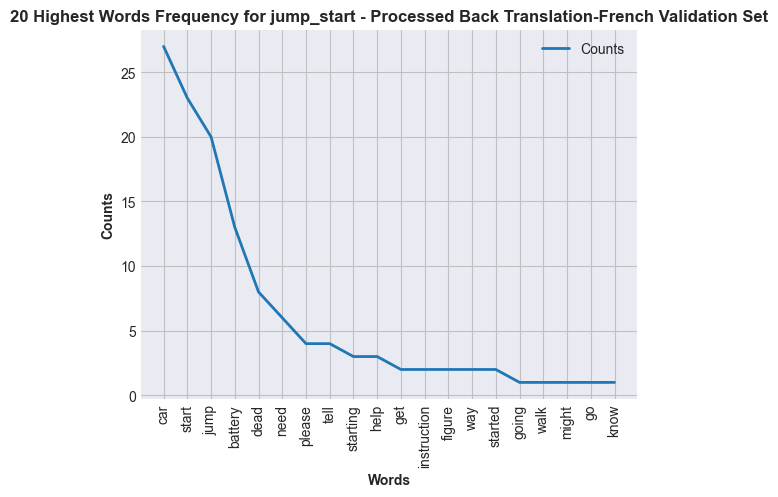 20 Highest Words Frequency for jump_start - Processed Back Translation-French Validation Set
Counts
25
20
15
10
5
0
Counts
car
start
jump
battery
dead
need
please
tell
starting
help
get
instruction
figure
way
started
going
walk
might
go
know
Words